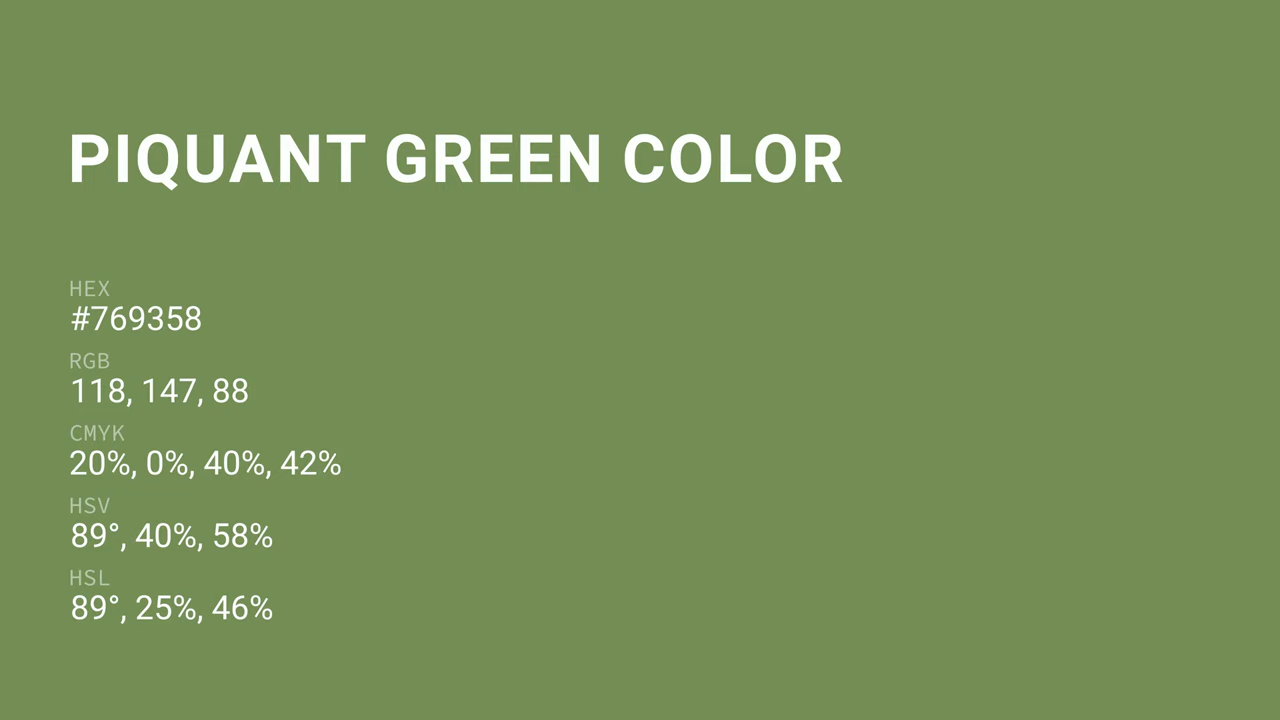 PIQUANT GREEN COLOR
HEX
#769358
RGB
118, 147, 88
CMYK
20%, 0%, 40%, 42%
HSV
89°, 40%, 58%
HSL
89°, 25%, 46%